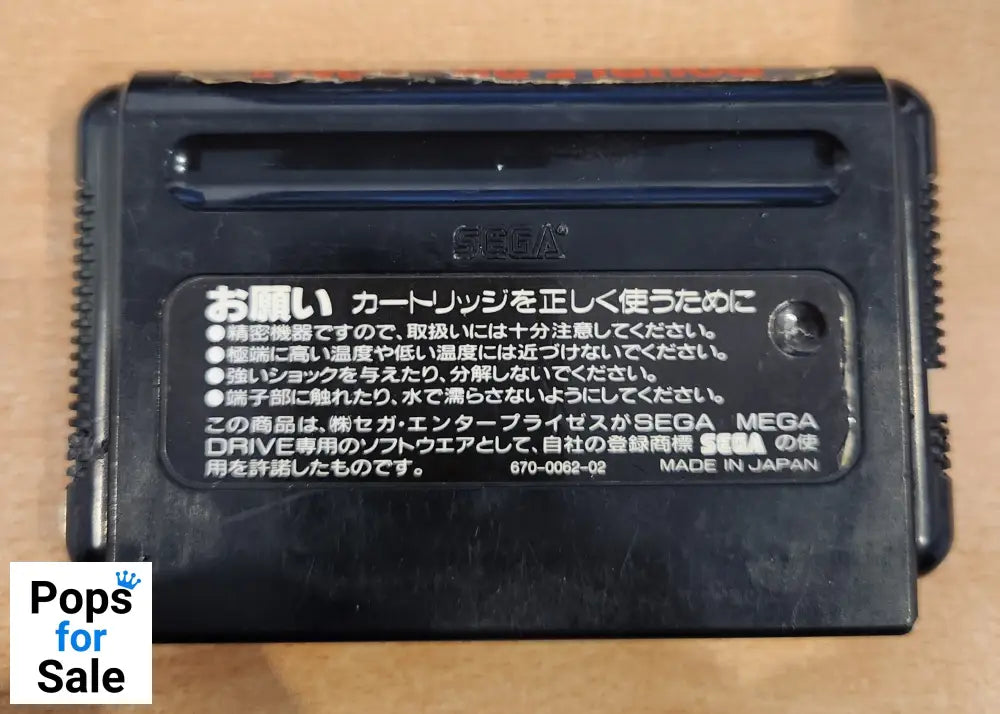 SEGA
お願い カートリッジを正しく使うために
●精密機器ですので、取扱いには十分注意してください。
●極端に高い温度や低い温度には近づけないでください。
●強いショックを与えたり、分解しないでください。
●端子部に触れたり、水で濡らさないようにしてください。
この商品は、㈱セガ・エンタープライゼスがSEGA MEGA
DRIVE専用のソフトウエアとして、自社の登録商標 SEGA の使
用を許諾したものです。 670-0062-02 MADE IN JAPAN
Pops
for
Sale